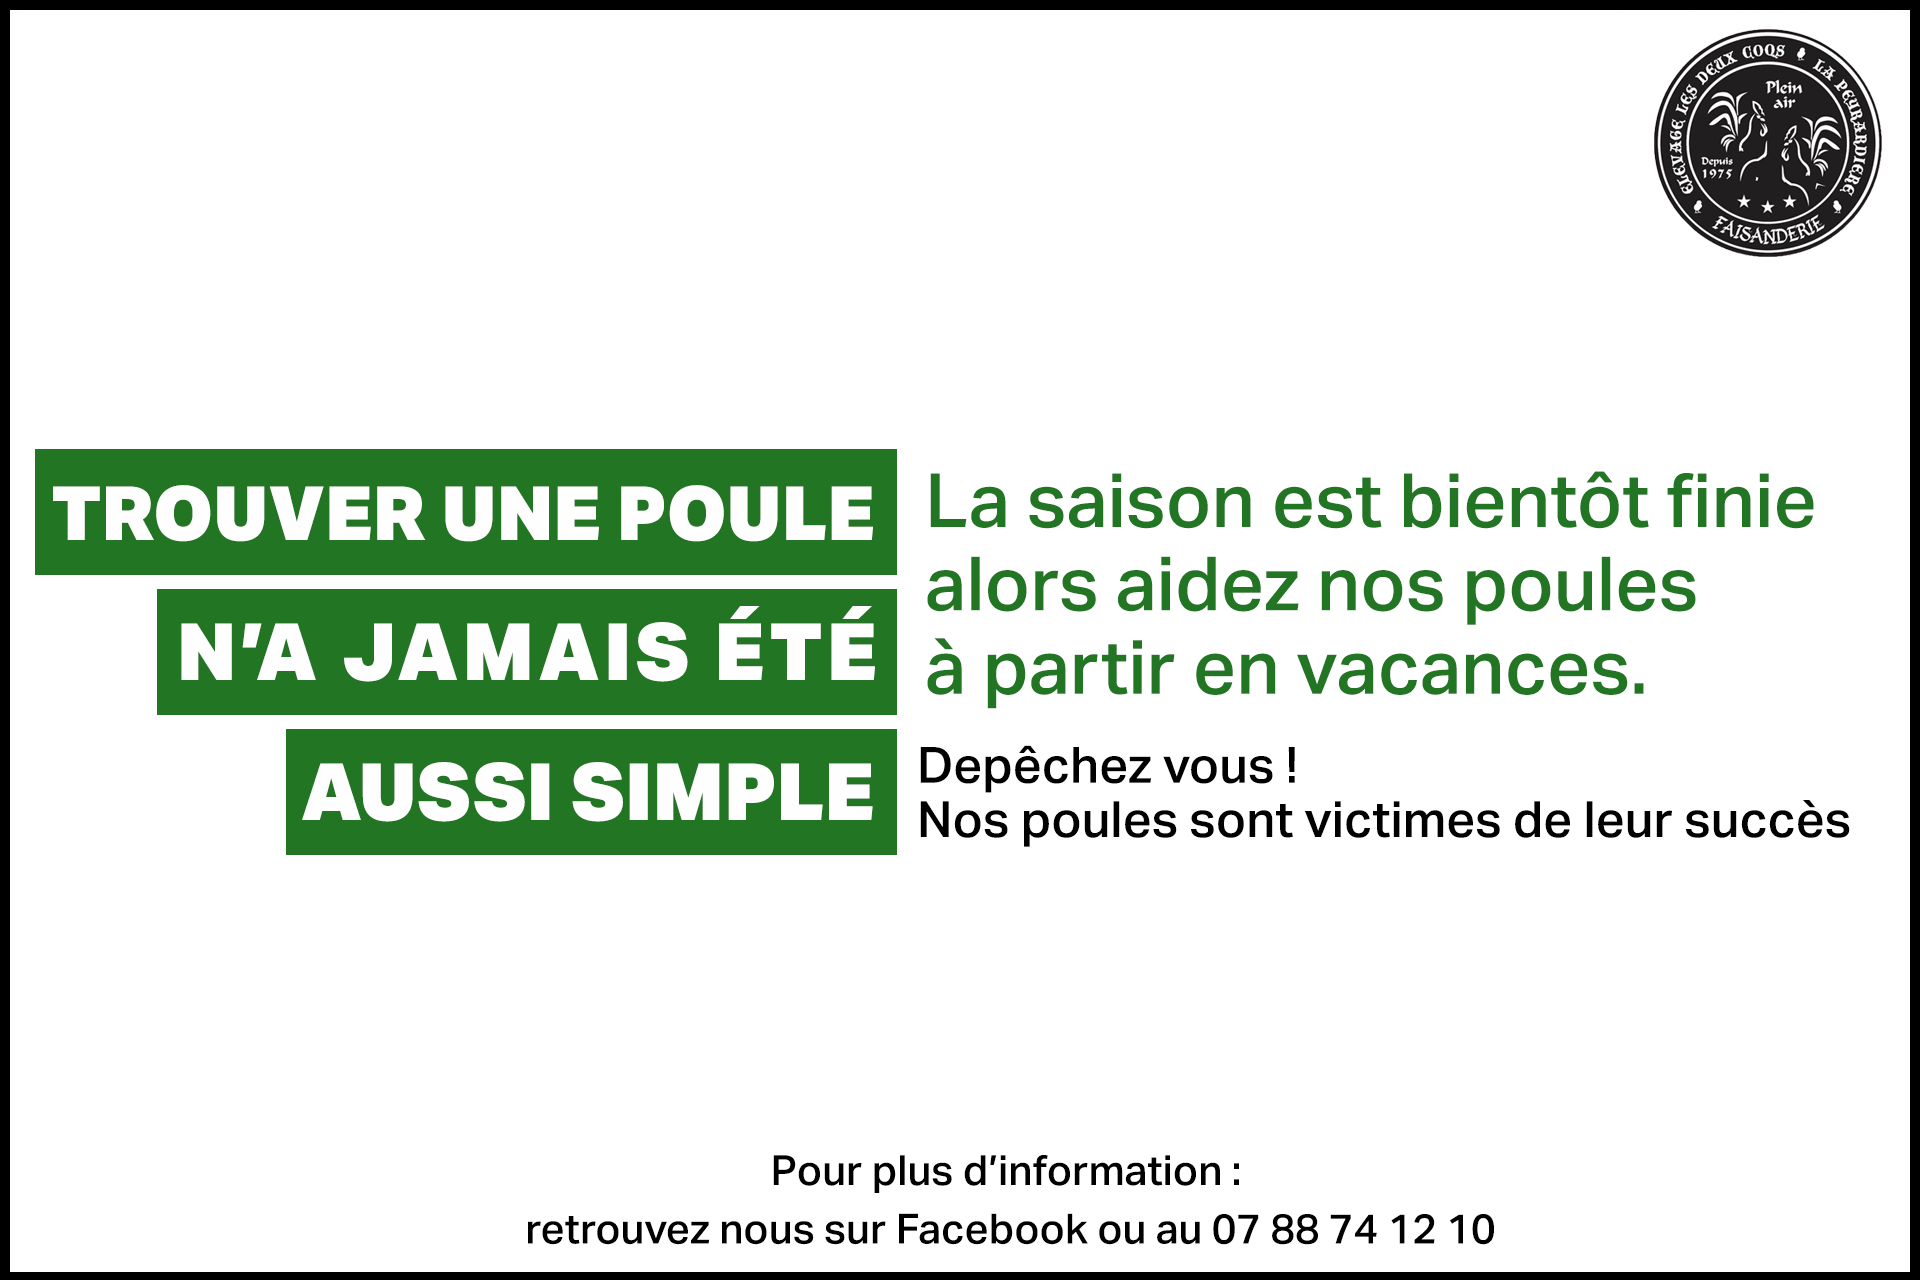 ELEVAGE LES DEUX COQS
LA PEURARDIERE
Plein
air
Depuis
1975
FAISANDERIE
TROUVER UNE POULE
N’A JAMAIS ÉTÉ
AUSSI SIMPLE
La saison est bientôt finie
alors aidez nos poules
à partir en vacances.
Depêchez vous !
Nos poules sont victimes de leur succès
Pour plus d’information :
retrouvez nous sur Facebook ou au 07 88 74 12 10